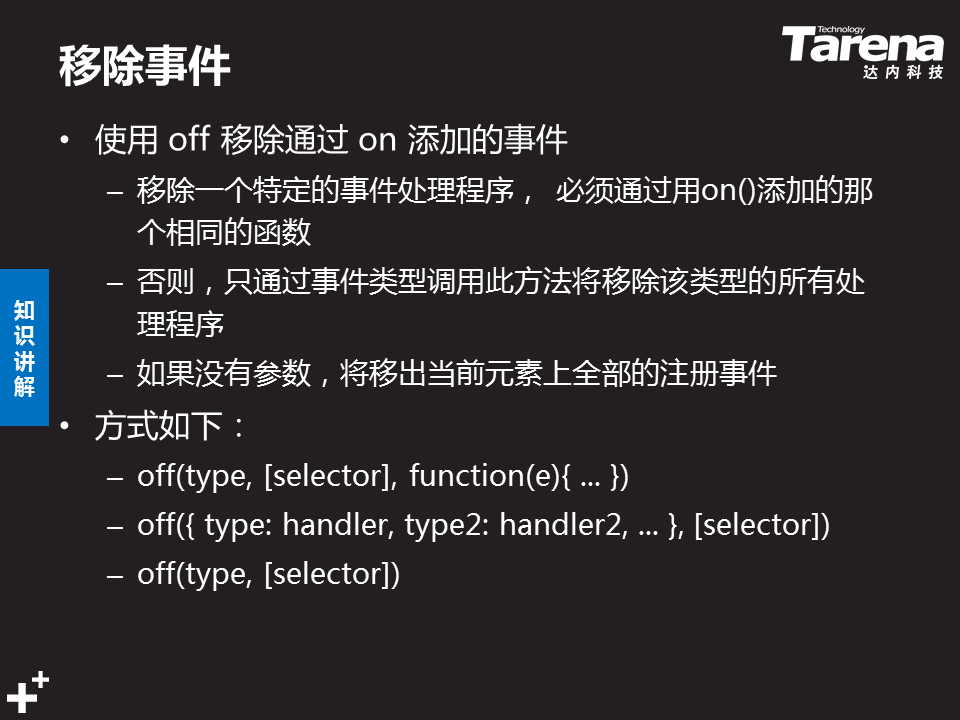 移除事件
Technology
Tarena
达内科技
• 使用 off 移除通过 on 添加的事件
– 移除一个特定的事件处理程序， 必须通过用on()添加的那
个相同的函数
– 否则，只通过事件类型调用此方法将移除该类型的所有处
理程序
– 如果没有参数，将移出当前元素上全部的注册事件
知识讲解
• 方式如下：
– off(type, [selector], function(e){ ... })
– off({ type: handler, type2: handler2, ... }, [selector])
– off(type, [selector])